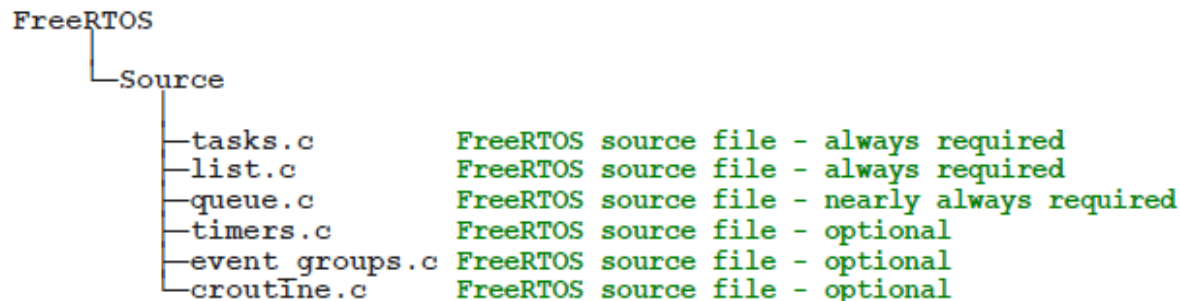 FreeRTOS
Source
tasks.c FreeRTOS source file - always required
list.c FreeRTOS source file - always required
queue.c FreeRTOS source file - nearly always required
timers.c FreeRTOS source file - optional
event_groups.c FreeRTOS source file - optional
croutine.c FreeRTOS source file - optional